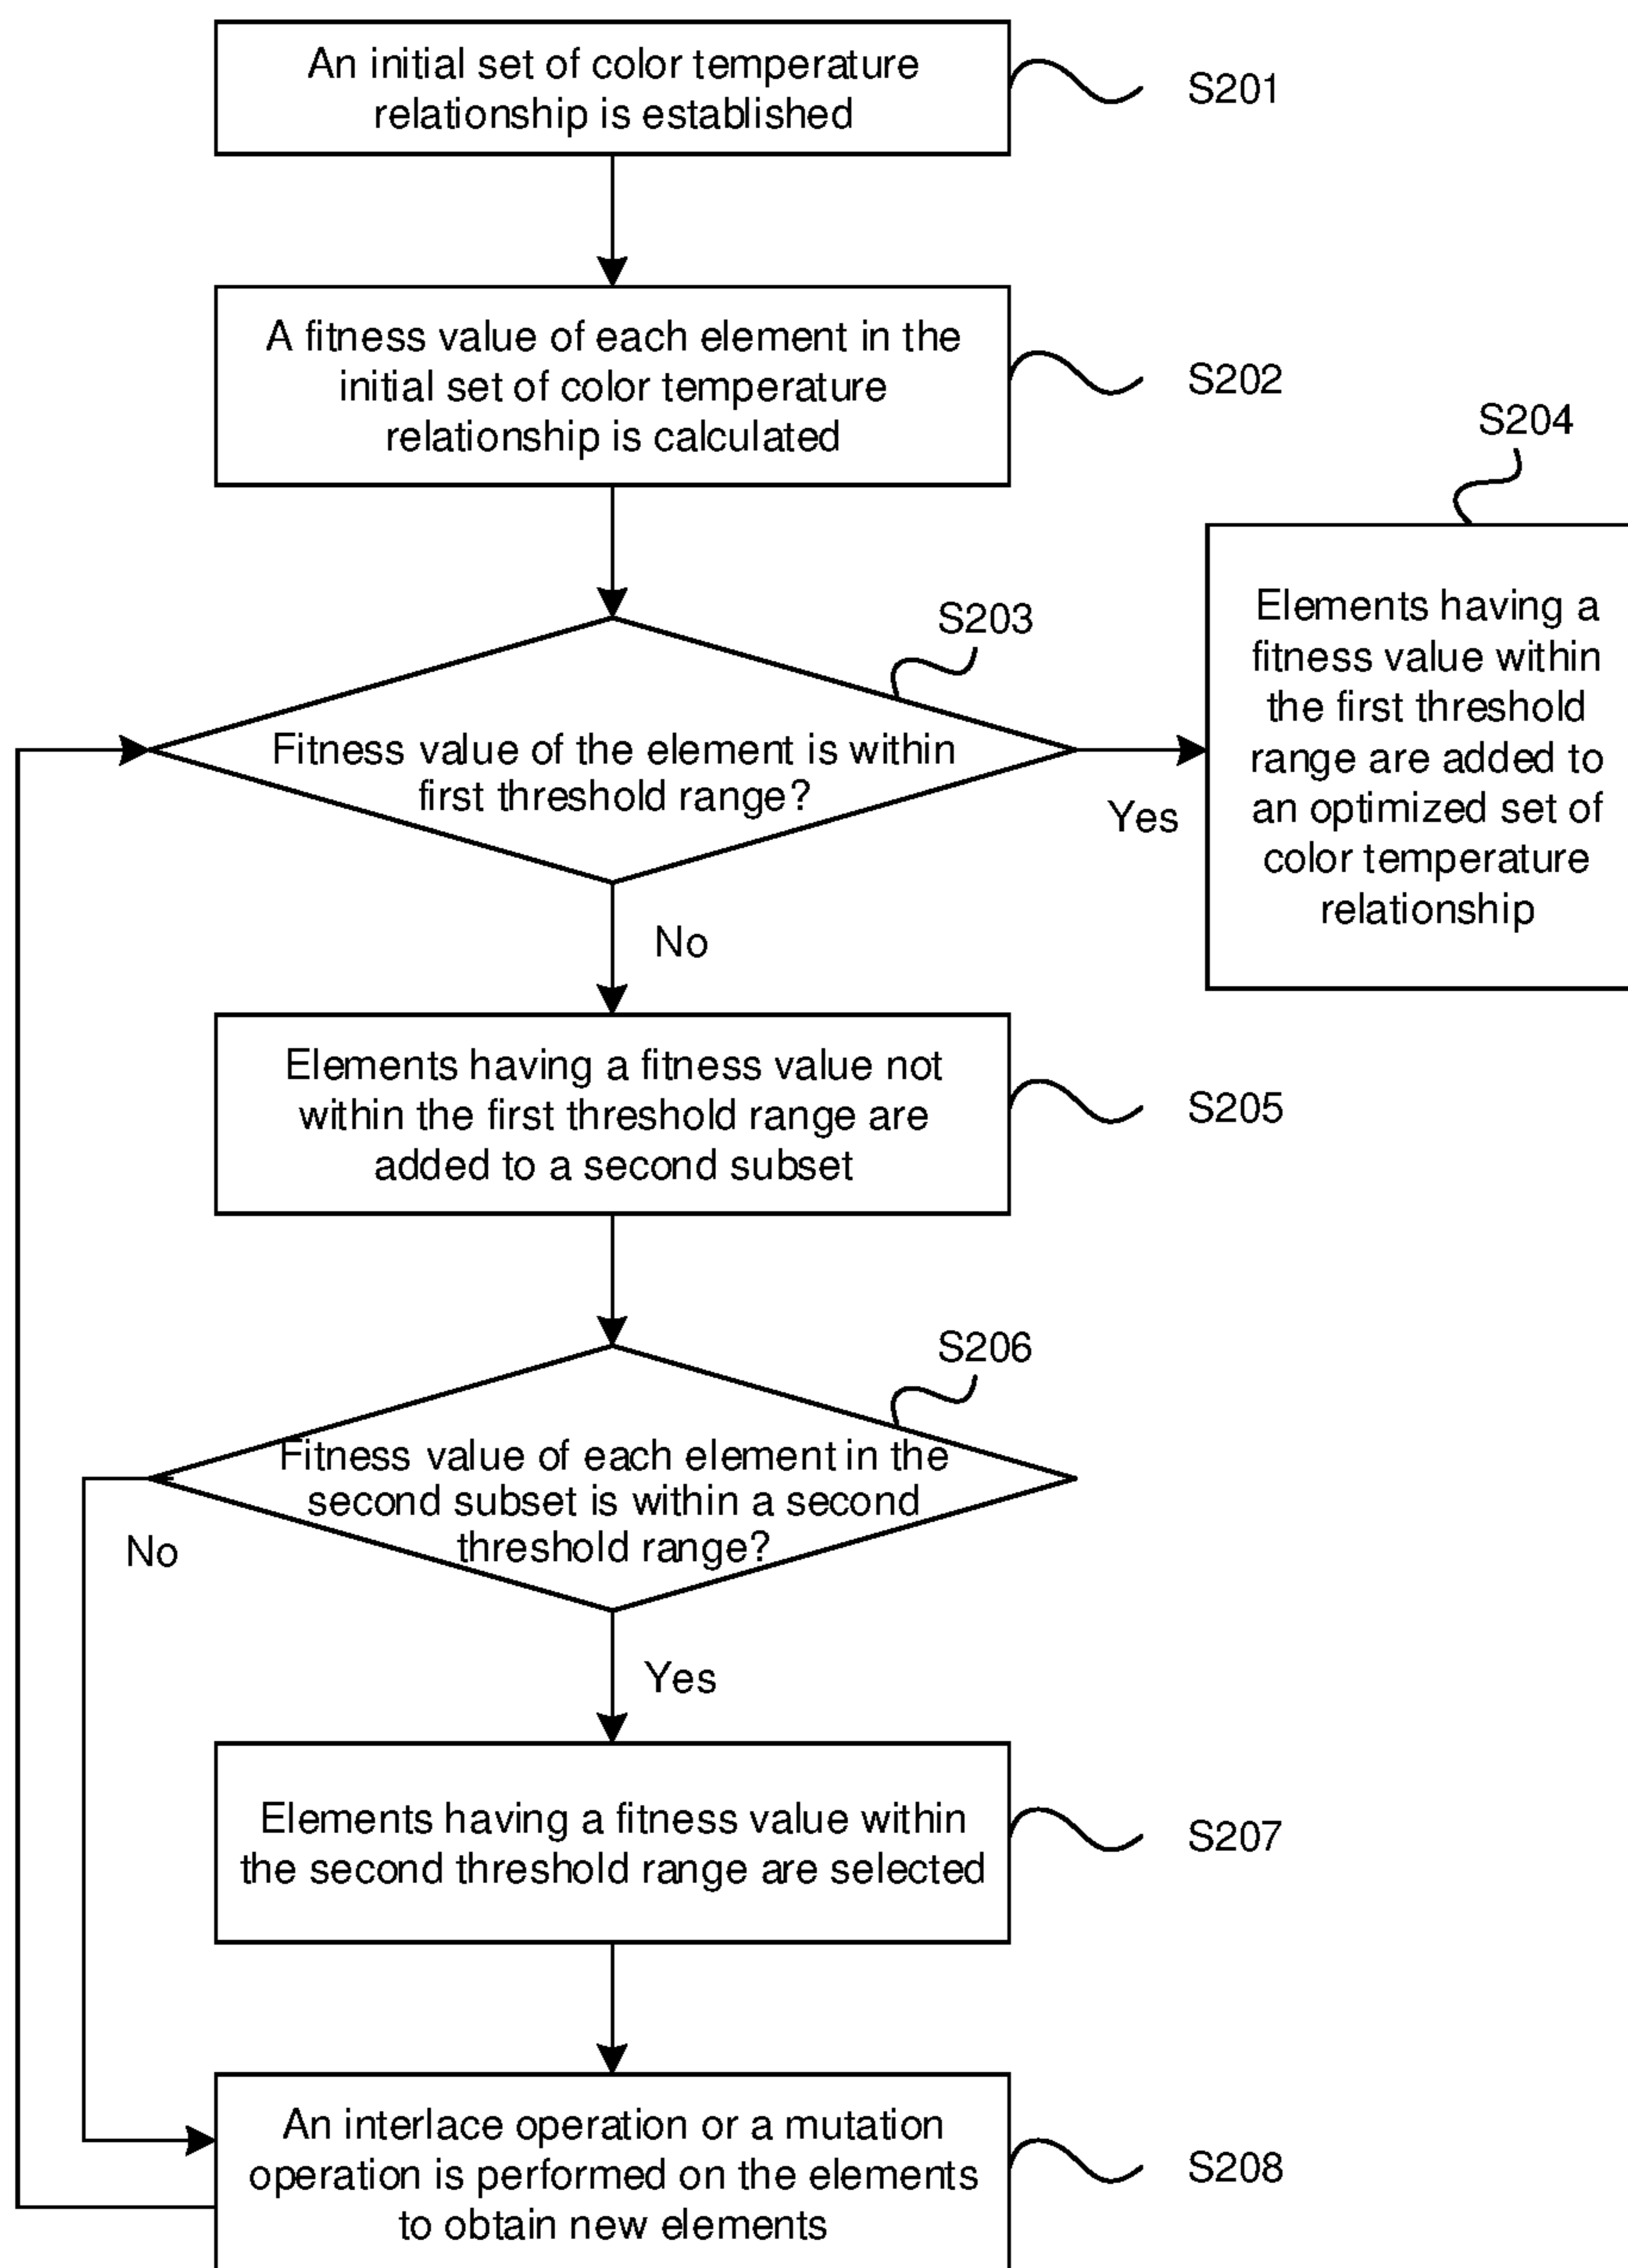 An initial set of color temperature
relationship is established
S201
A fitness value of each element in the
initial set of color temperature
relationship is calculated
S202
S203
Fitness value of the element is within
first threshold range?
Yes
S204
Elements having a
fitness value within
the first threshold
range are added to
an optimized set of
color temperature
relationship
No
Elements having a fitness value not
within the first threshold range are
added to a second subset
S205
S206
Fitness value of each element in the
second subset is within a second
threshold range?
No
Yes
Elements having a fitness value within
the second threshold range are selected
S207
An interlace operation or a mutation
operation is performed on the elements
to obtain new elements
S208